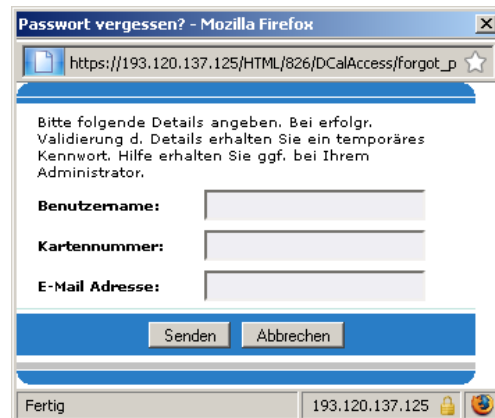 Passwort vergessen? - Mozilla Firefox
https://193.120.137.125/HTML/826/DCalAccess/forgot_p
Bitte folgende Details angeben. Bei erfolgr.
Validierung d. Details erhalten Sie ein temporäres
Kennwort. Hilfe erhalten Sie ggf. bei Ihrem
Administrator.
Benutzername:
Kartennummer:
E-Mail Adresse:
Senden Abbrechen
Fertig 193.120.137.125